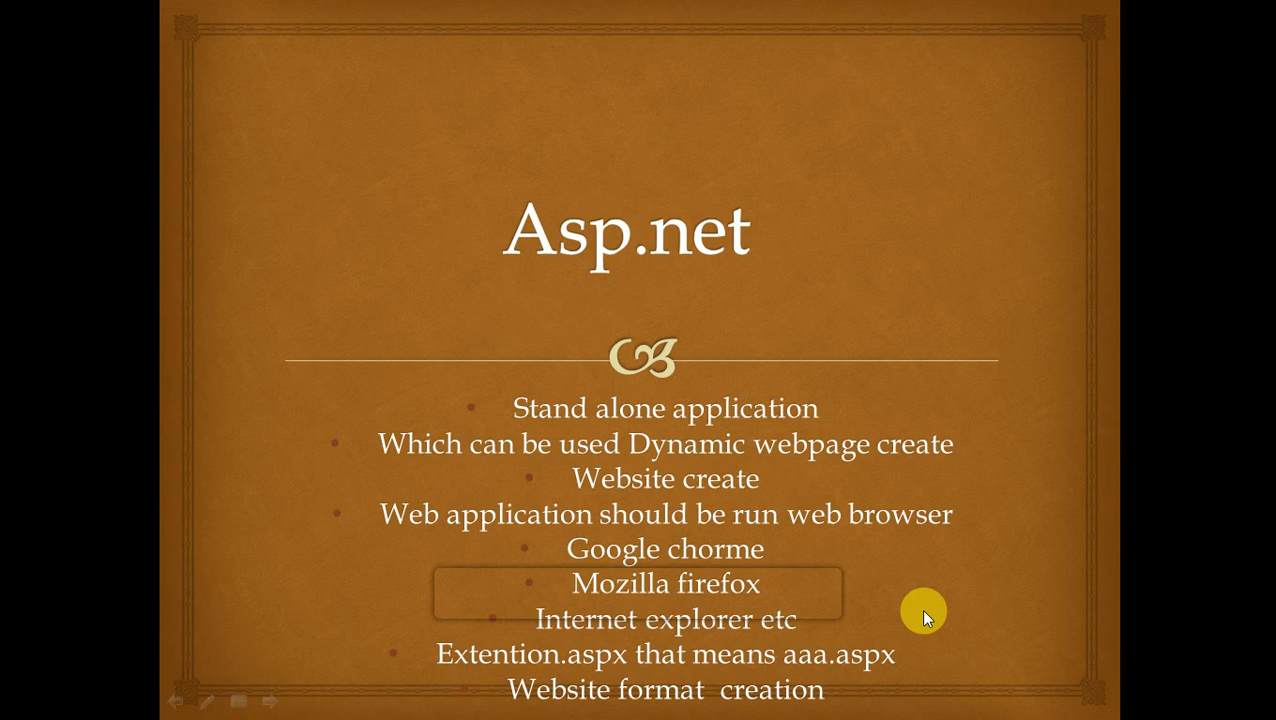 Asp.net
• Stand alone application
• Which can be used Dynamic webpage create
• Website create
• Web application should be run web browser
• Google chorme
• Mozilla firefox
• Internet explorer etc
• Extention.aspx that means aaa.aspx
• Website format creation